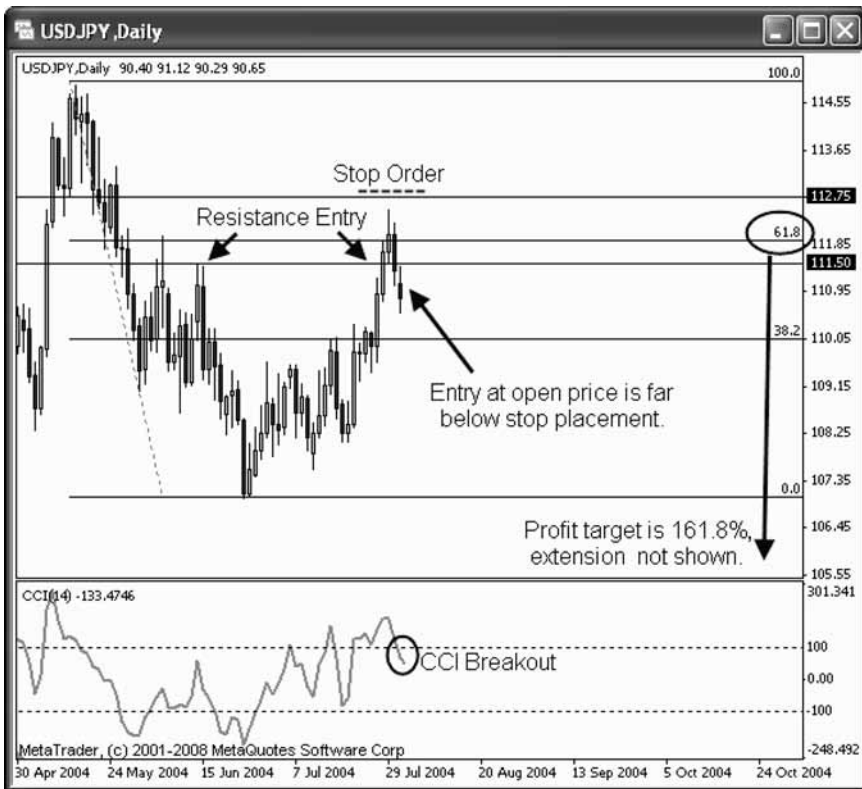 USDJPY,Daily
USDJPY,Daily 90.40 91.12 90.29 90.65
100.0
114.55
113.65
Stop Order
112.75
Resistance Entry
61.8
111.85
111.50
110.95
38.2
110.05
Entry at open price is far
below stop placement.
109.15
108.25
107.35
0.0
Profit target is 161.8%,
extension not shown.
106.45
105.55
CCI(14) -133.4746
301.341
100
CCI Breakout
0.00
-100
-248.492
MetaTrader, (c) 2001-2008 MetaQuotes Software Corp
30 Apr 2004 24 May 2004 15 Jun 2004 7 Jul 2004 29 Jul 2004 20 Aug 2004 13 Sep 2004 5 Oct 2004 24 Oct 2004